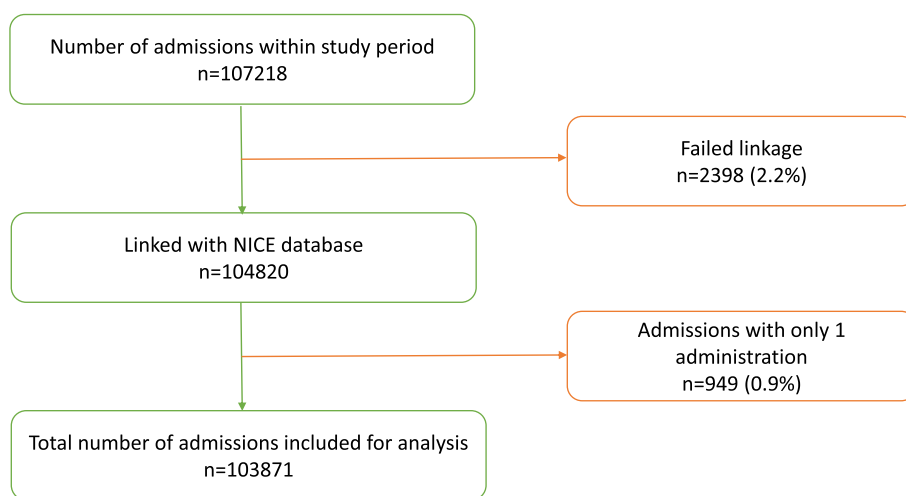 Number of admissions within study period
n=107218
Failed linkage
n=2398 (2.2%)
Linked with NICE database
n=104820
Admissions with only 1
administration
n=949 (0.9%)
Total number of admissions included for analysis
n=103871